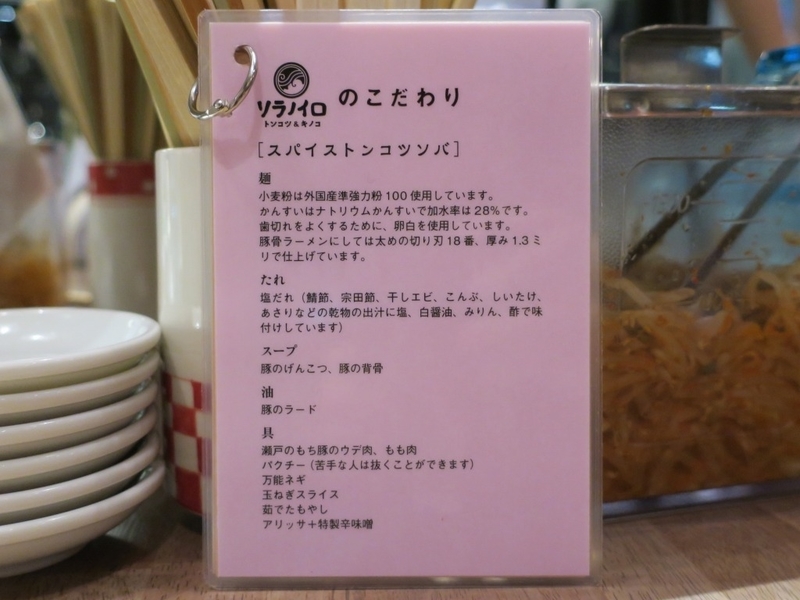 ソラノイロ のこだわり
トンコツ&キノコ
[スパイストンコツソバ]
麺
小麦粉は外国産準強力粉100使用しています。
かんすいはナトリウムかんすいで加水率は28%です。
歯切れをよくするために、卵白を使用しています。
豚骨ラーメンにしては太めの切り刃18番、厚み1.3ミ
リで仕上げています。
たれ
塩だれ(鯖節、宗田節、干しエビ、こんぶ、しいたけ、
あさりなどの乾物の出汁に塩、白醤油、みりん、酢で味
付けしています)
スープ
豚のげんこつ、豚の背骨
油
豚のラード
具
瀬戸のもち豚のウデ肉、もも肉
パクチー(苦手な人は抜くことができます)
万能ネギ
玉ねぎスライス
茹でたもやし
アリッサ+特製辛味噌